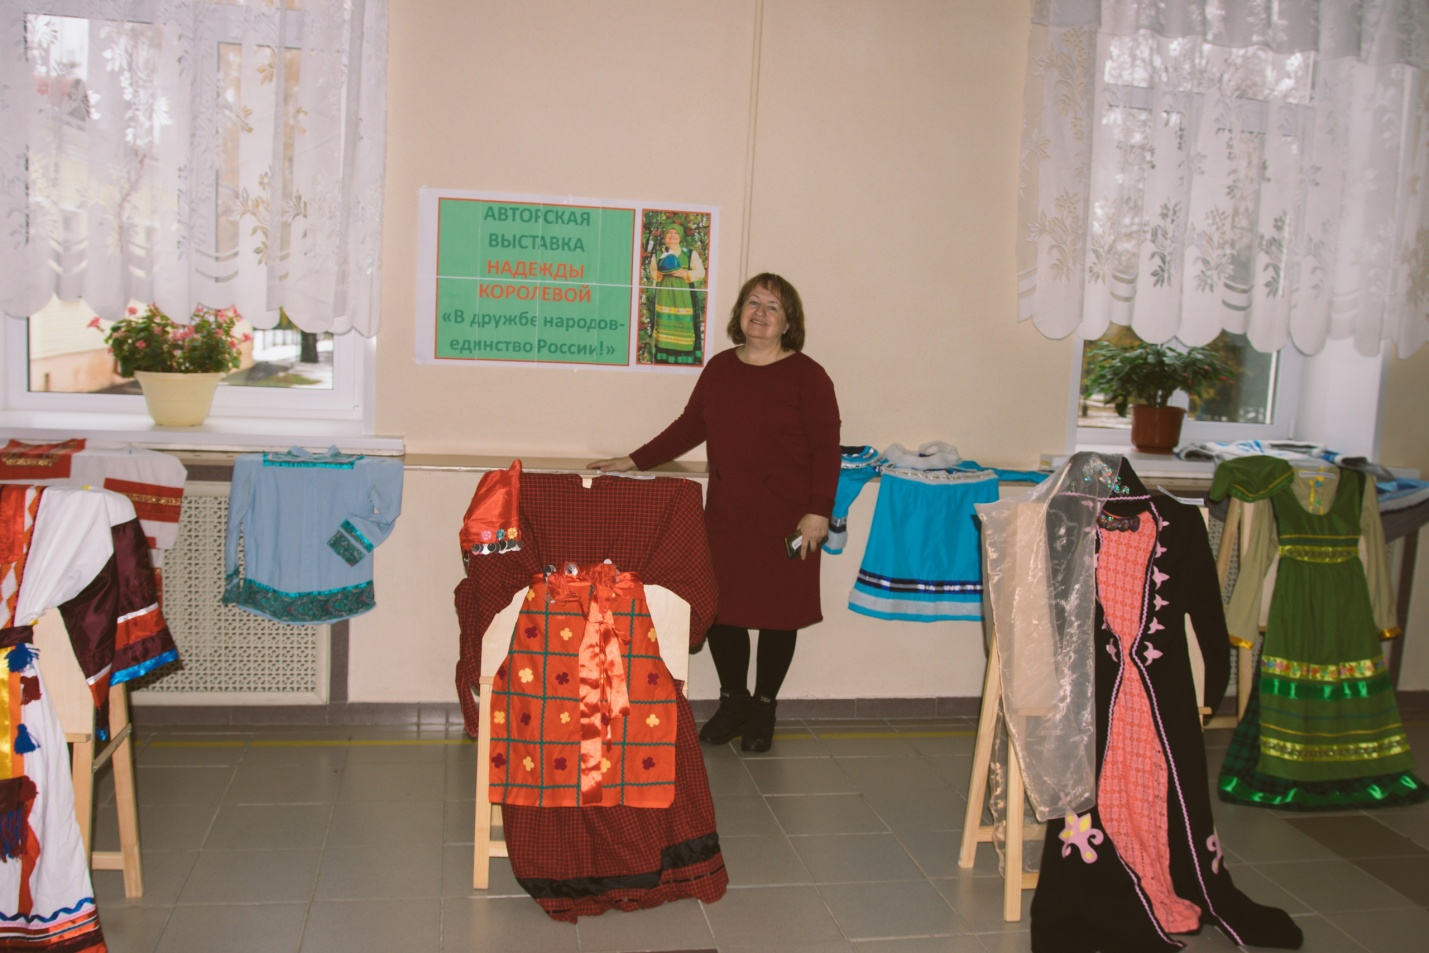 АВТОРСКАЯ
ВЫСТАВКА
НАДЕЖДЫ
КОРОЛЕВОЙ
«В дружбе народов-
единство России!»